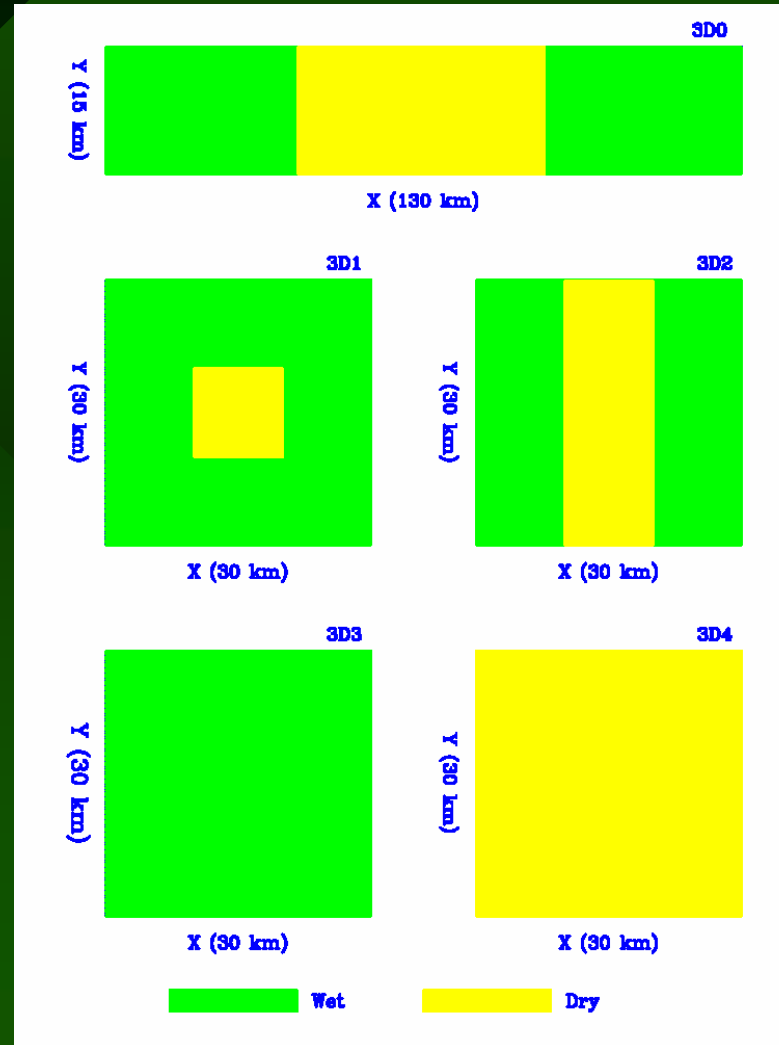 3D0
Y (15 km)
X (130 km)
3D1
3D2
Y (30 km)
Y (30 km)
X (30 km)
X (30 km)
3D3
3D4
Y (30 km)
Y (30 km)
X (30 km)
X (30 km)
Wet
Dry